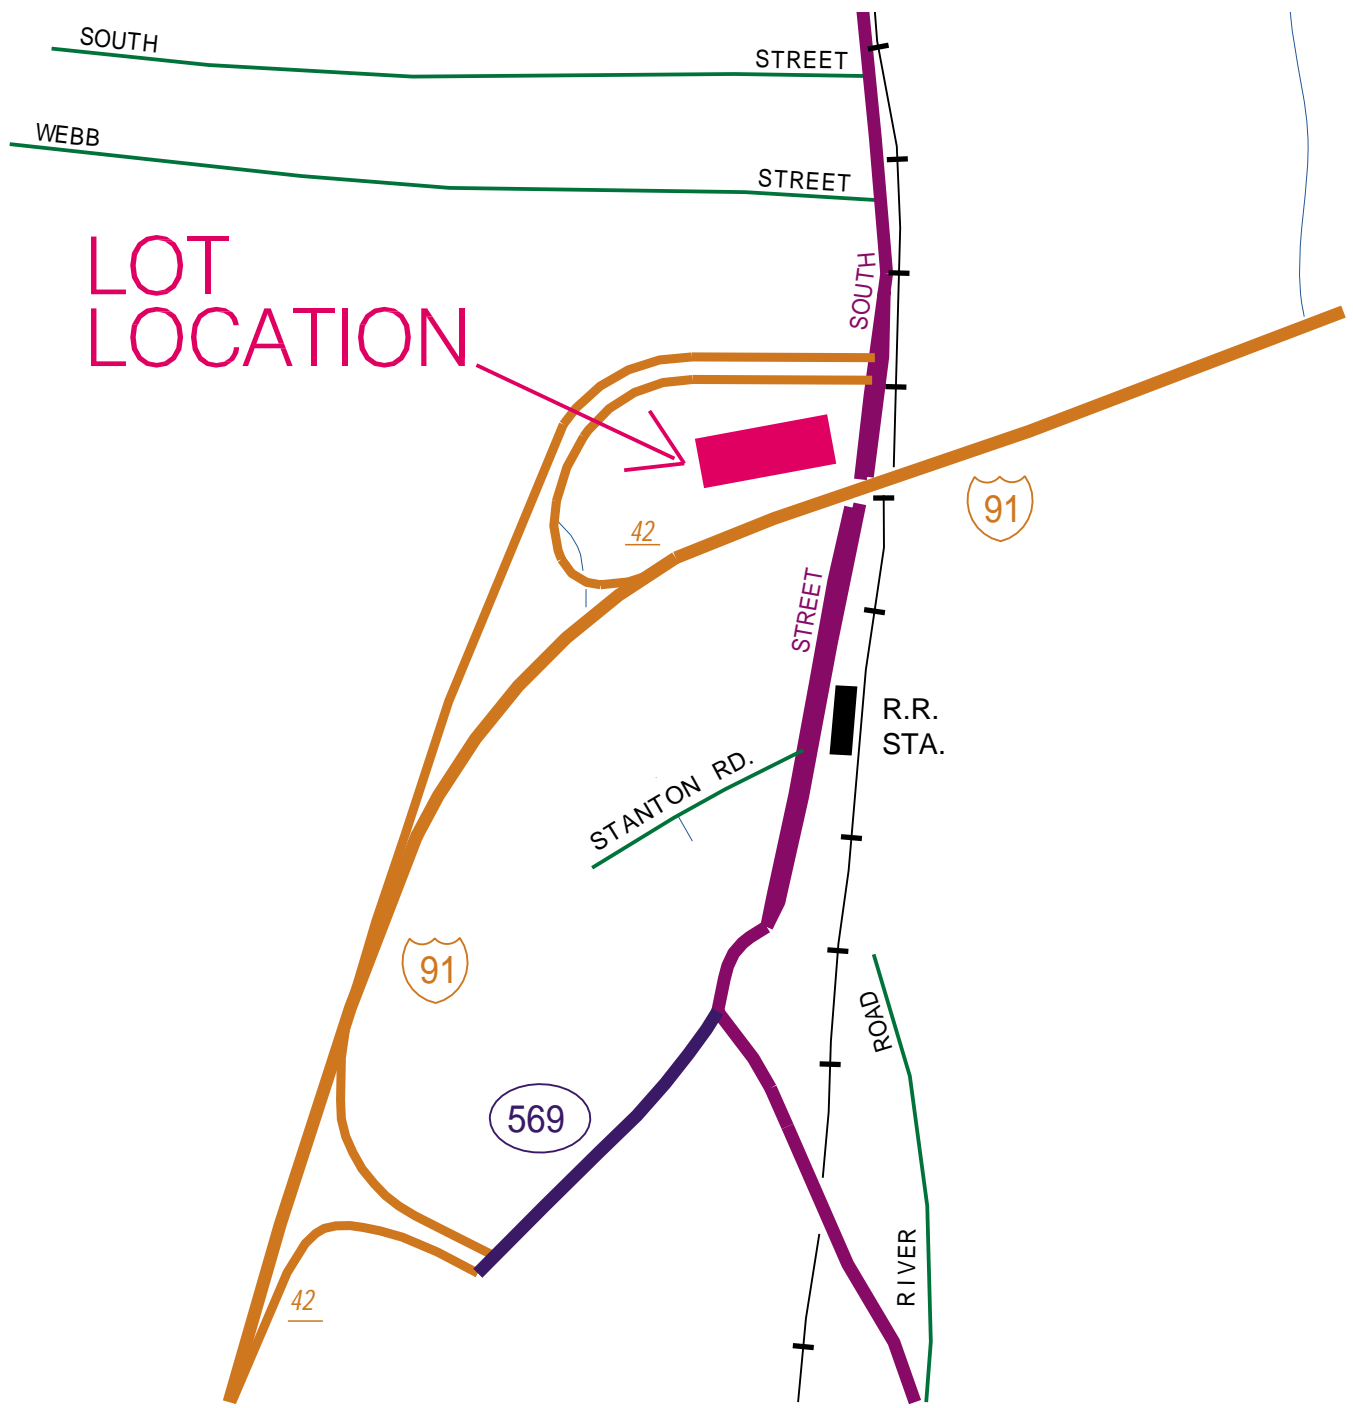 SOUTH STREET
WEBB STREET
LOT
LOCATION
SOUTH STREET
42
91
R.R.
STA.
STANTON RD.
91
569
ROAD
RIVER
42